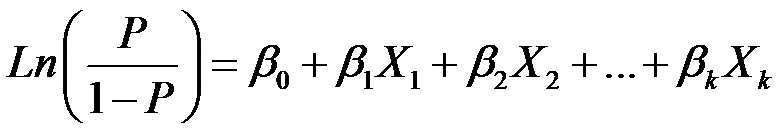 Ln(P/(1−P)) = β₀ + β₁X₁ + β₂X₂ + ... + βₖXₖ